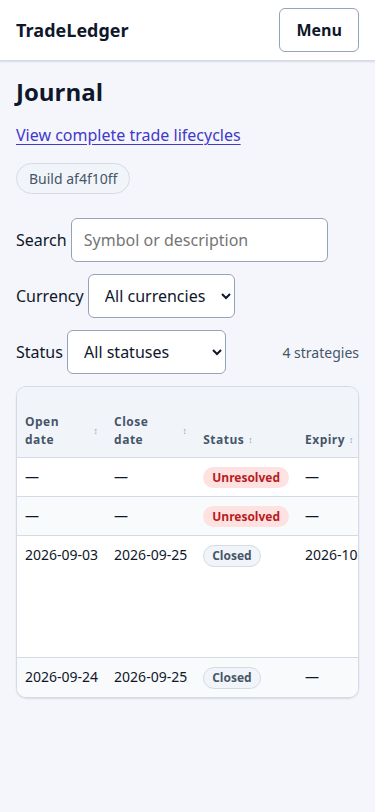 TradeLedger Menu
Journal
View complete trade lifecycles
Build af4f10ff
Search Symbol or description
Currency All currencies
Status All statuses 4 strategies
Open date Close date Status Expiry
— — Unresolved —
— — Unresolved —
2026-09-03 2026-09-25 Closed 2026-10
2026-09-24 2026-09-25 Closed —